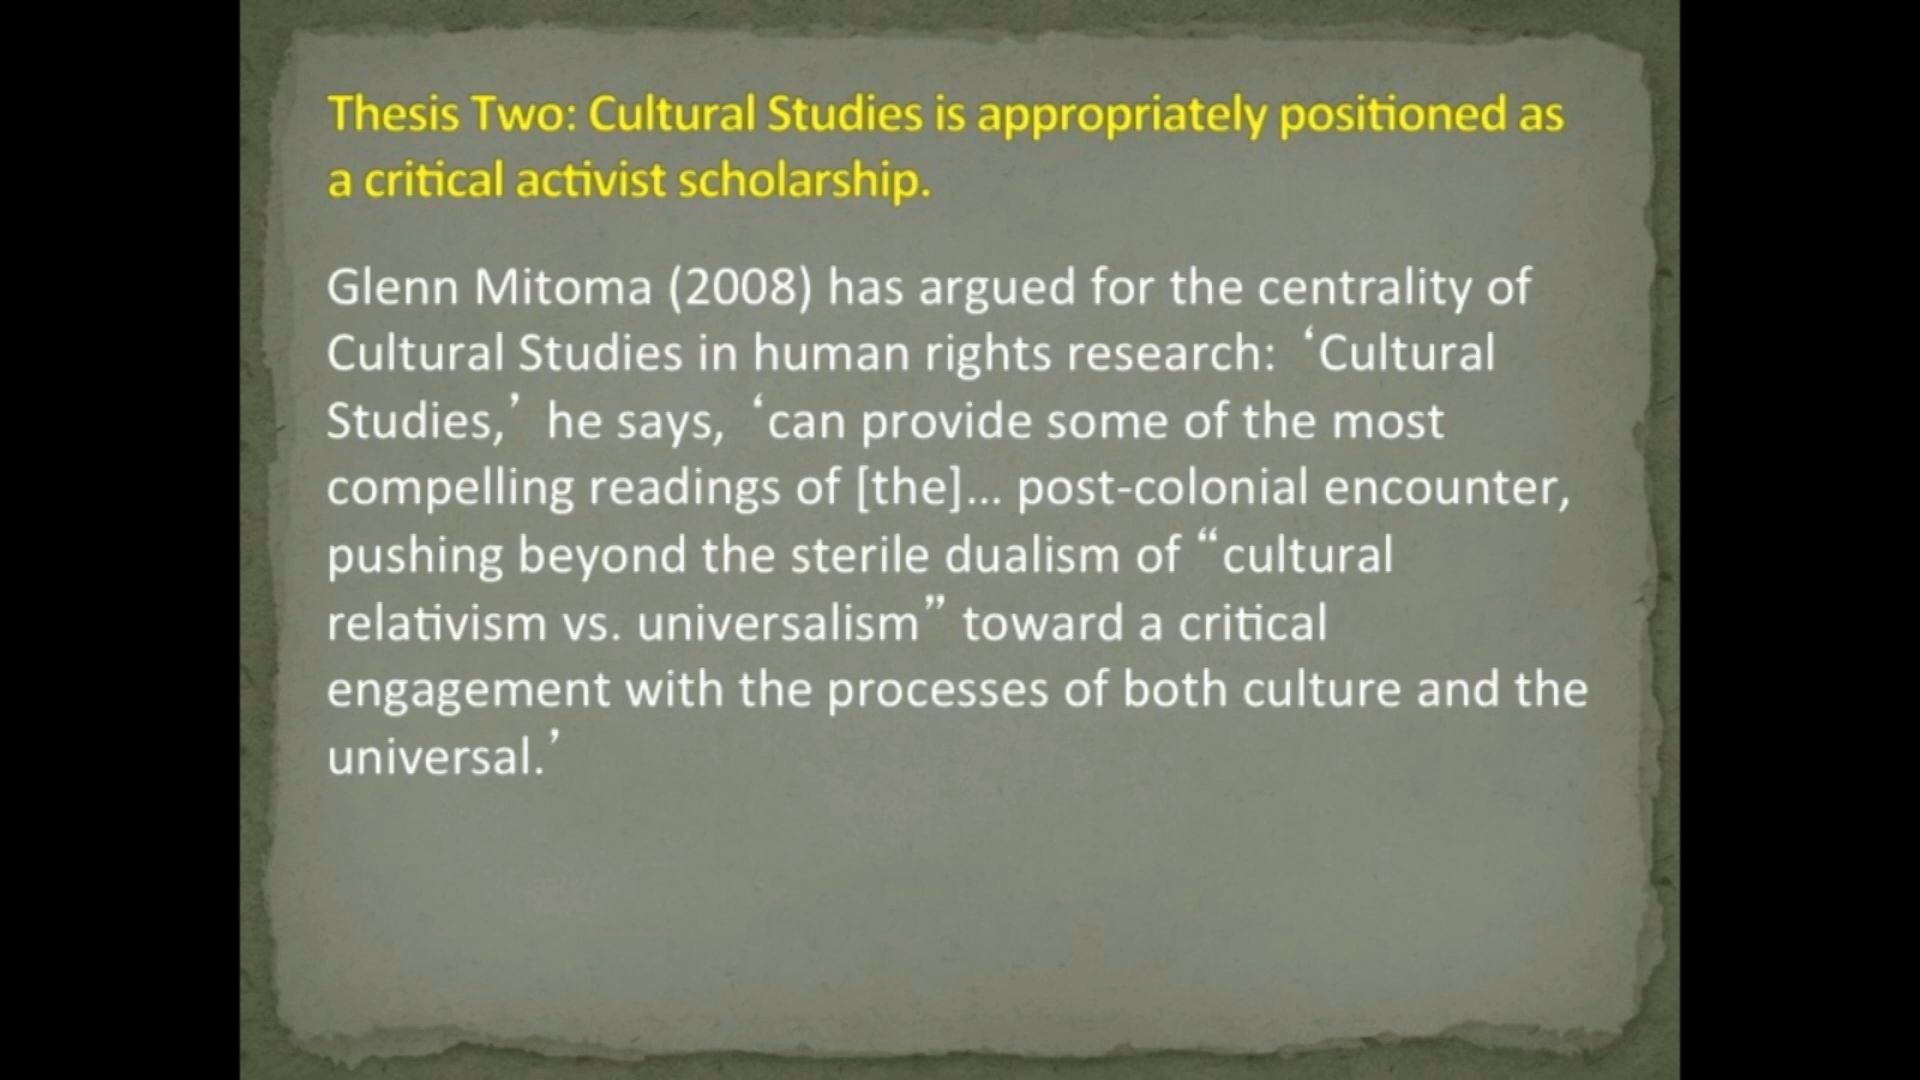 Thesis Two: Cultural Studies is appropriately positioned as
a critical activist scholarship.
Glenn Mitoma (2008) has argued for the centrality of
Cultural Studies in human rights research: ‘Cultural
Studies,’ he says, ‘can provide some of the most
compelling readings of [the]... post-colonial encounter,
pushing beyond the sterile dualism of “cultural
relativism vs. universalism” toward a critical
engagement with the processes of both culture and the
universal.’